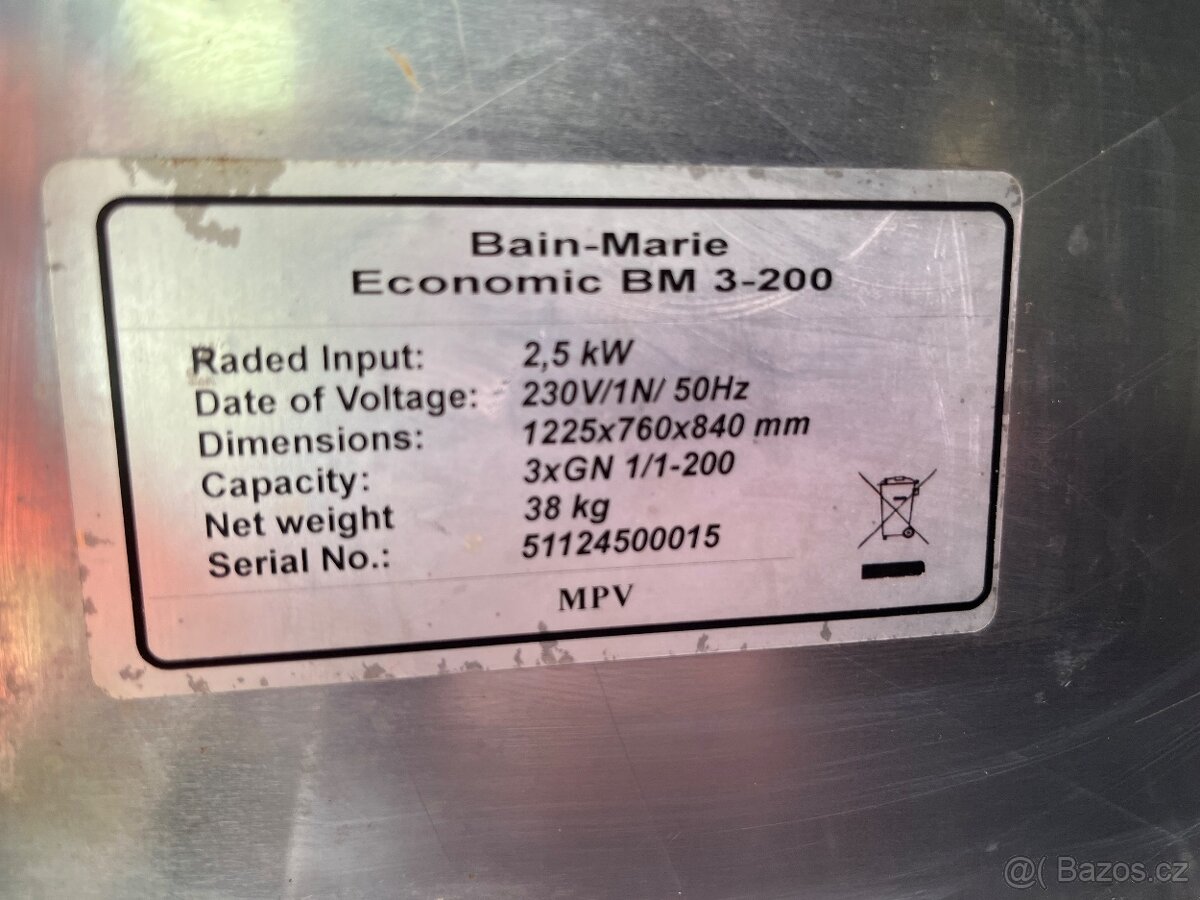 Bain-Marie
Economic BM 3-200
Raded Input: 2,5 kW
Date of Voltage: 230V/1N/ 50Hz
Dimensions: 1225x760x840 mm
Capacity: 3xGN 1/1-200
Net weight 38 kg
Serial No.: 51124500015
MPV
@( Bazos.cz